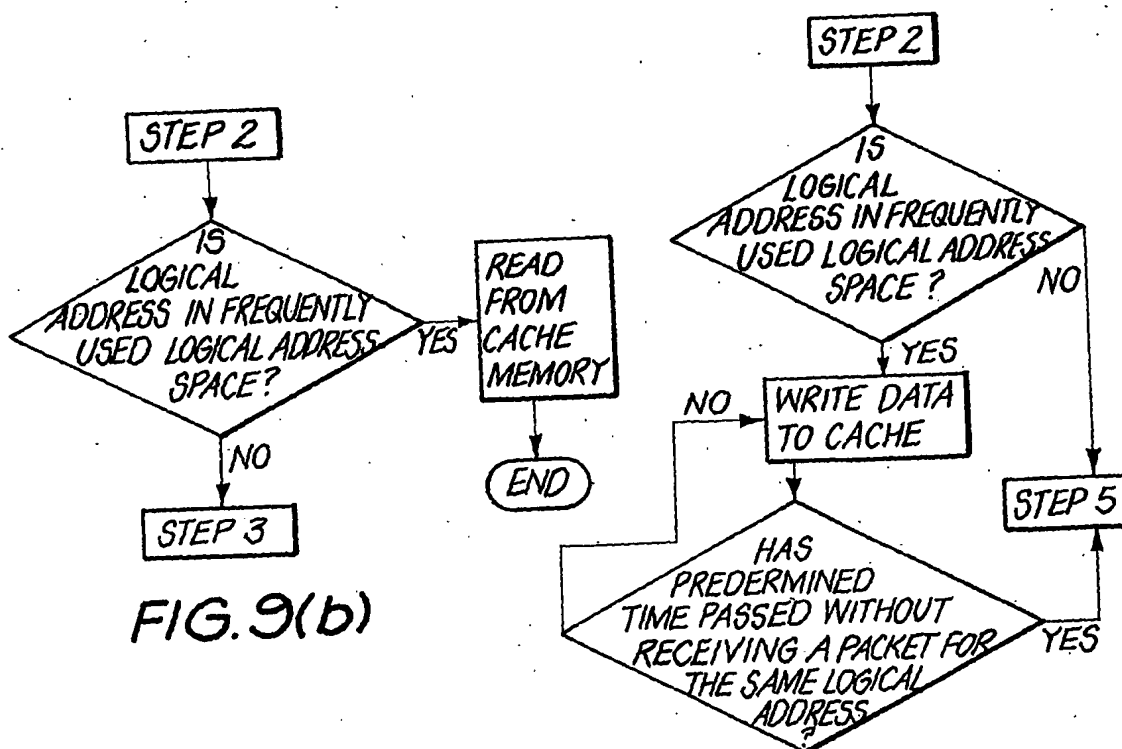 STEP 2
IS
LOGICAL
ADDRESS IN FREQUENTLY
USED LOGICAL ADDRESS
SPACE?
YES
READ
FROM
CACHE
MEMORY
END
NO
STEP 3
FIG. 9(b)
STEP 2
IS
LOGICAL
ADDRESS IN FREQUENTLY
USED LOGICAL ADDRESS
SPACE?
NO
YES
WRITE DATA
TO CACHE
NO
STEP 5
HAS
PREDERMINED
TIME PASSED WITHOUT
RECEIVING A PACKET FOR
THE SAME LOGICAL
ADDRESS
?
YES